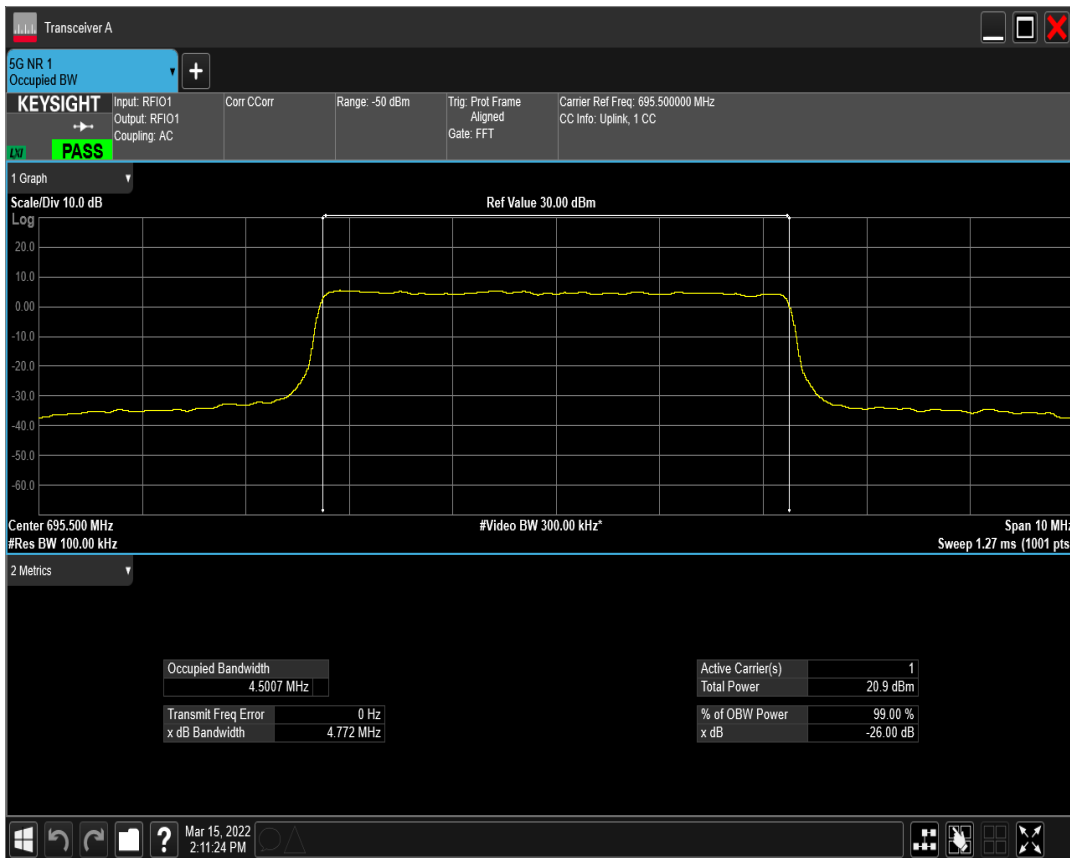 Transceiver A
5G NR 1
Occupied BW
+
KEYSIGHT
LXI
PASS
Input: RFIO1
Output: RFIO1
Coupling: AC
Corr CCorr
Range: -50 dBm
Trig: Prot Frame
Aligned
Gate: FFT
Carrier Ref Freq: 695.500000 MHz
CC Info: Uplink, 1 CC
1 Graph
Scale/Div 10.0 dB
Ref Value 30.00 dBm
Log
20.0
10.0
0.00
-10.0
-20.0
-30.0
-40.0
-50.0
-60.0
Center 695.500 MHz
#Video BW 300.00 kHz*
Span 10 MHz
#Res BW 100.00 kHz
Sweep 1.27 ms (1001 pts
2 Metrics
Occupied Bandwidth
4.5007 MHz
Transmit Freq Error 0 Hz
x dB Bandwidth 4.772 MHz
Active Carrier(s) 1
Total Power 20.9 dBm
% of OBW Power 99.00 %
x dB -26.00 dB
?
Mar 15, 2022
2:11:24 PM